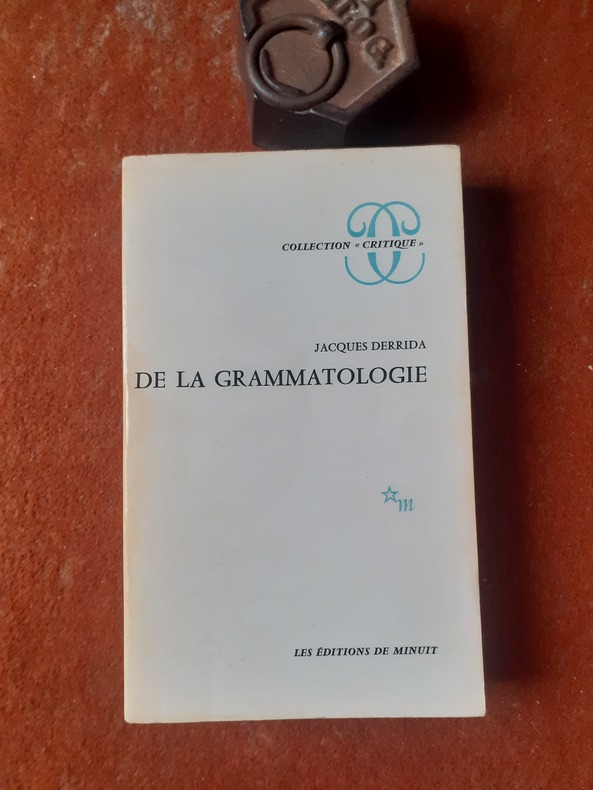 COLLECTION « CRITIQUE »
JACQUES DERRIDA
DE LA GRAMMATOLOGIE
m
LES ÉDITIONS DE MINUIT